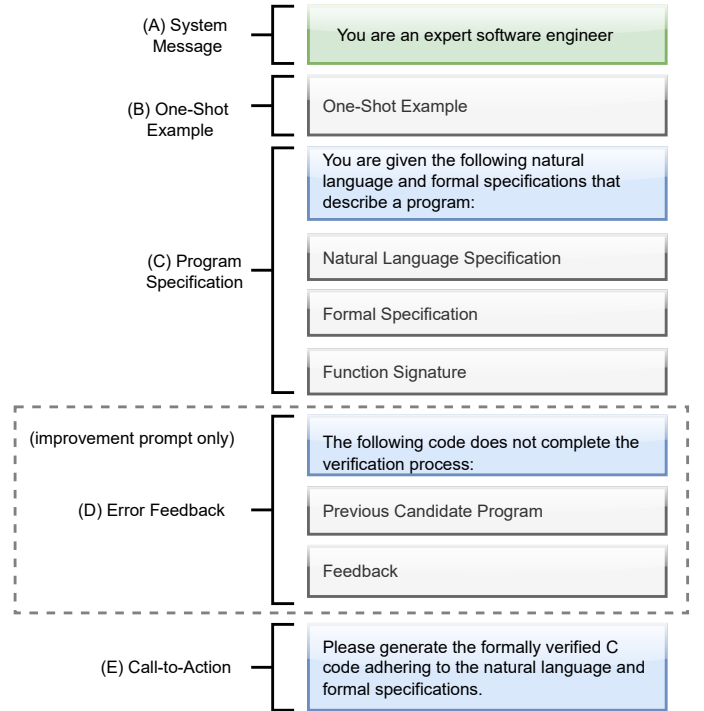 (A) System
Message
You are an expert software engineer
(B) One-Shot
Example
One-Shot Example
(C) Program
Specification
You are given the following natural
language and formal specifications that
describe a program:
Natural Language Specification
Formal Specification
Function Signature
(improvement prompt only)
(D) Error Feedback
The following code does not complete the
verification process:
Previous Candidate Program
Feedback
(E) Call-to-Action
Please generate the formally verified C
code adhering to the natural language and
formal specifications.